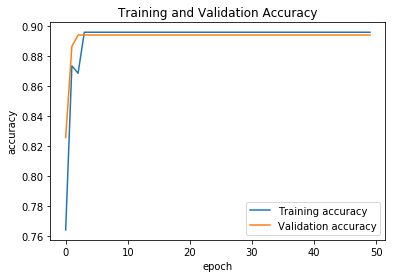 Training and Validation Accuracy
accuracy
0.90
0.88
0.86
0.84
0.82
0.80
0.78
0.76
Training accuracy
Validation accuracy
0
10
20
30
40
50
epoch